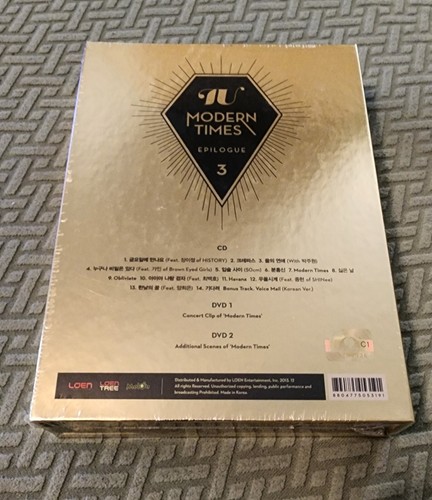 IU
MODERN
TIMES
EPILOGUE
3
CD
1. 금요일에 만나요 (Feat. 장이정 of HISTORY) 2. 크레파스 3. 둘의 연애 (With 박주원)
4. 누구나 비밀은 있다 (Feat. 가인 of Brown Eyed Girls) 5. 입술 사이 (50cm) 6. 분홍신 7. Modern Times 8. 싫은 날
9. Obliviate 10. 아이야 나랑 걷자 (Feat. 최백호) 11. Havana 12. 우울시계 (Feat. 종현 of SHINee)
13. 한낮의 꿈 (Feat. 양희은) 14. 기다려 Bonus Track. Voice Mail (Korean Ver.)
DVD 1
Concert Clip of 'Modern Times'
DVD 2
Additional Scenes of 'Modern Times'
LOEN LOEN TREE
Distributed & Manufactured by LOEN Entertainment, Inc. 2013. 12
All rights Reserved. Unauthorized copying, lending, public performance and
broadcasting Prohibited. Made in Korea.